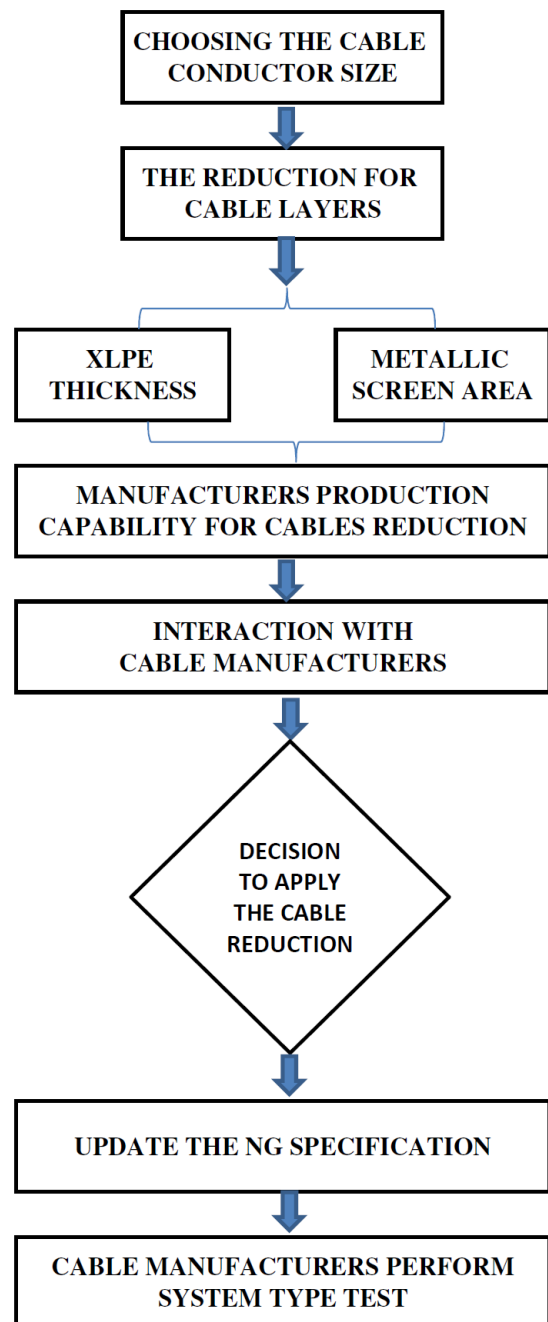 CHOOSING THE CABLE
CONDUCTOR SIZE
THE REDUCTION FOR
CABLE LAYERS
XLPE
THICKNESS
METALLIC
SCREEN AREA
MANUFACTURERS PRODUCTION
CAPABILITY FOR CABLES REDUCTION
INTERACTION WITH
CABLE MANUFACTURERS
DECISION
TO APPLY
THE CABLE
REDUCTION
UPDATE THE NG SPECIFICATION
CABLE MANUFACTURERS PERFORM
SYSTEM TYPE TEST